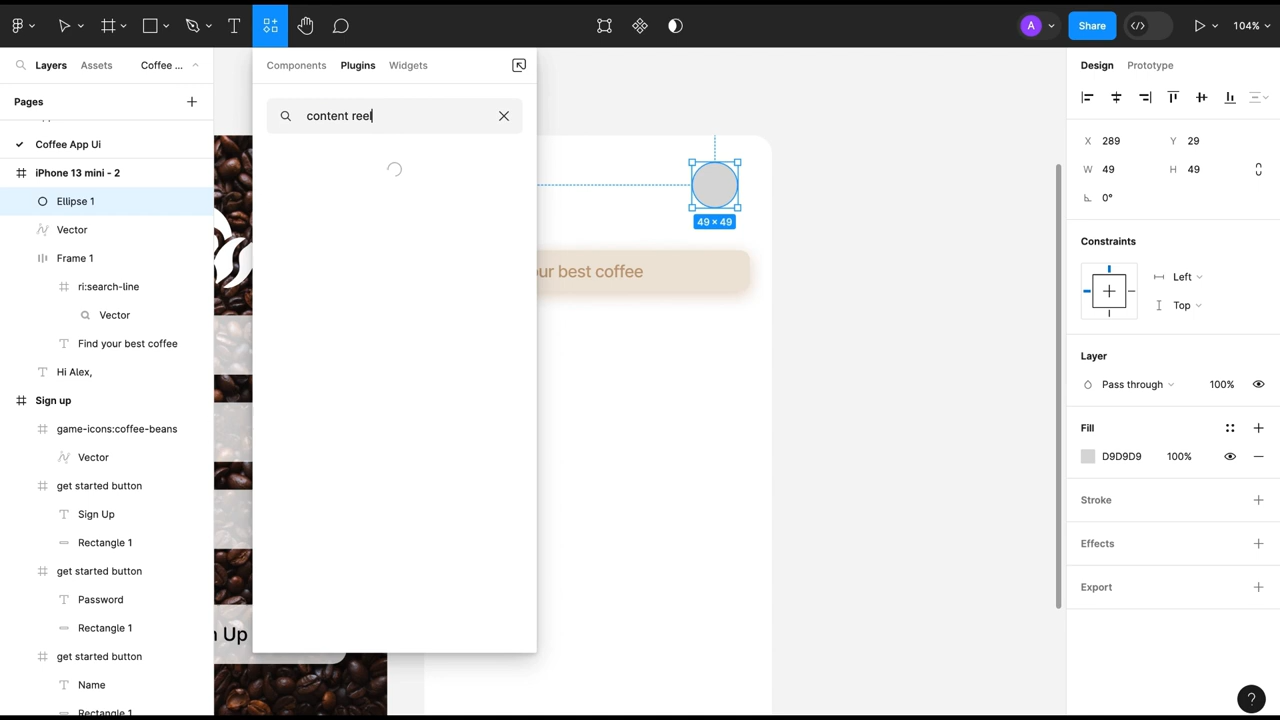 A
Share
104%
Layers
Assets
Coffee ...
Pages
Coffee App Ui
iPhone 13 mini - 2
Ellipse 1
Vector
Frame 1
ri:search-line
Vector
Find your best coffee
Hi Alex,
Sign up
game-icons:coffee-beans
Vector
get started button
Sign Up
Rectangle 1
get started button
Password
Rectangle 1
get started button
Name
Rectangle 1
Components
Plugins
Widgets
content reel
49 × 49
our best coffee
n Up
Design
Prototype
X 289
Y 29
W 49
H 49
0°
Constraints
Left
Top
Layer
Pass through
100%
Fill
D9D9D9
100%
Stroke
Effects
Export
?